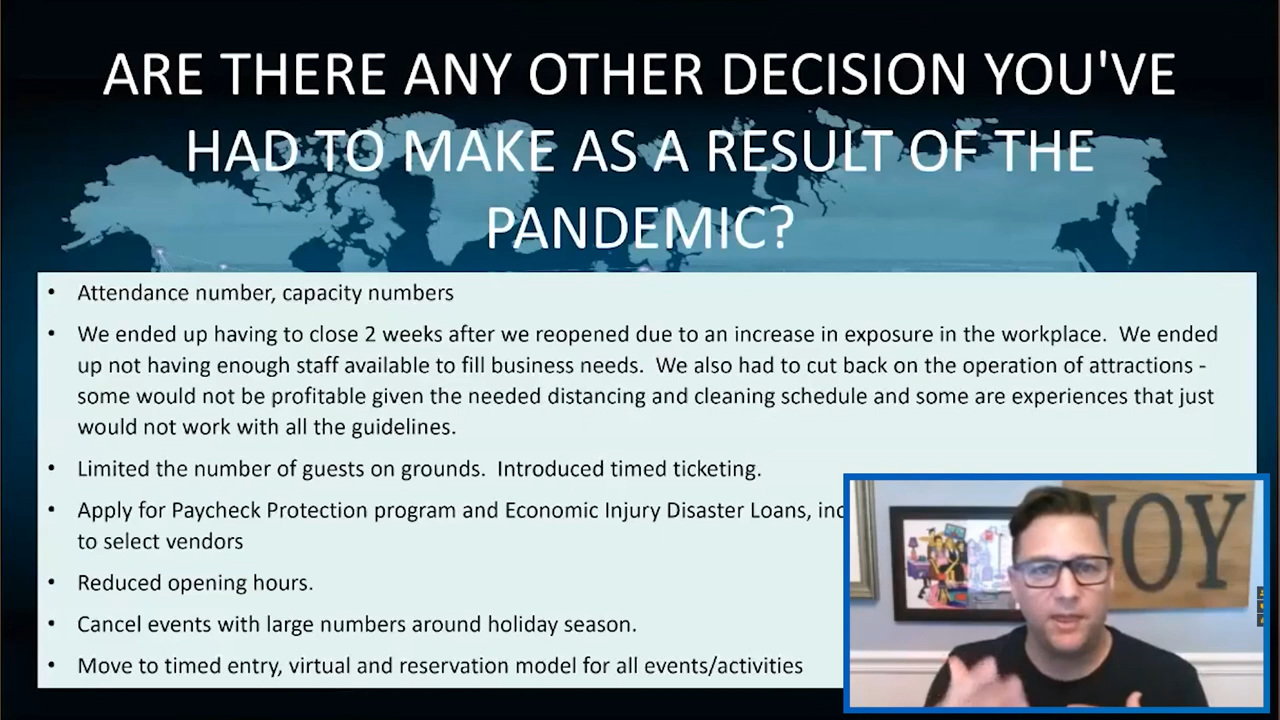 ARE THERE ANY OTHER DECISION YOU'VE
HAD TO MAKE AS A RESULT OF THE
PANDEMIC?
• Attendance number, capacity numbers
• We ended up having to close 2 weeks after we reopened due to an increase in exposure in the workplace.  We ended
up not having enough staff available to fill business needs.  We also had to cut back on the operation of attractions -
some would not be profitable given the needed distancing and cleaning schedule and some are experiences that just
would not work with all the guidelines.
• Limited the number of guests on grounds.  Introduced timed ticketing.
• Apply for Paycheck Protection program and Economic Injury Disaster Loans,
to select vendors
• Reduced opening hours.
• Cancel events with large numbers around holiday season.
• Move to timed entry, virtual and reservation model for all events/activities
JOY